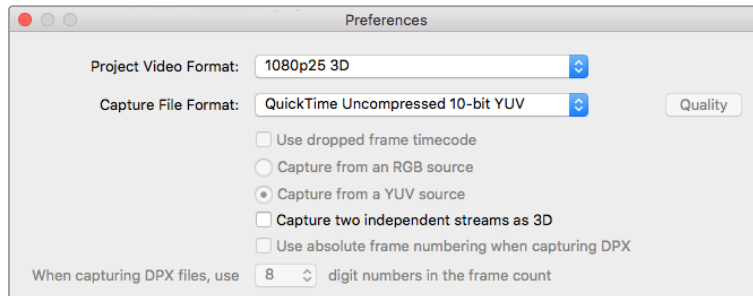 Preferences
Project Video Format: 1080p25 3D
Capture File Format: QuickTime Uncompressed 10-bit YUV Quality
Use dropped frame timecode
Capture from an RGB source
Capture from a YUV source
Capture two independent streams as 3D
Use absolute frame numbering when capturing DPX
When capturing DPX files, use 8 digit numbers in the frame count